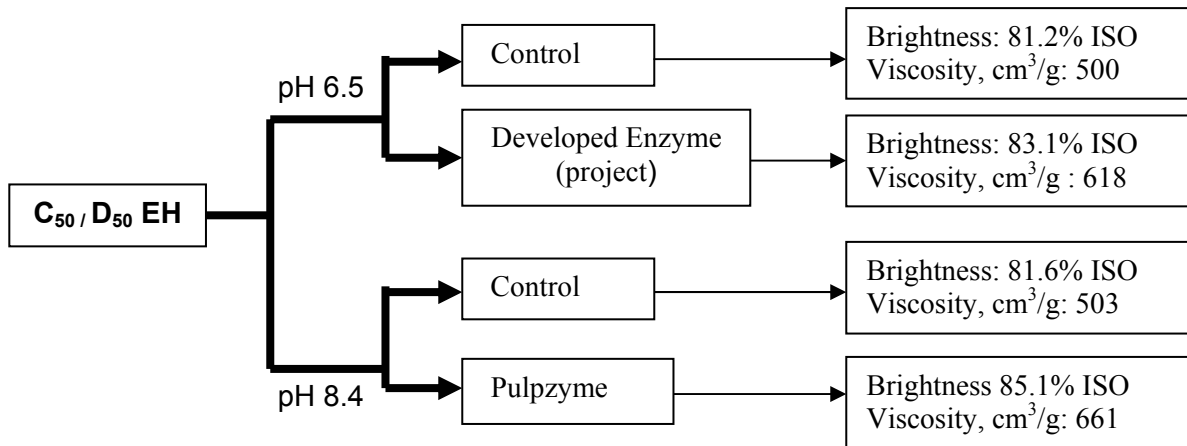 C50 / D50 EH
pH 6.5
Control
Brightness: 81.2% ISO
Viscosity, cm³/g: 500
Developed Enzyme
(project)
Brightness: 83.1% ISO
Viscosity, cm³/g : 618
pH 8.4
Control
Brightness: 81.6% ISO
Viscosity, cm³/g: 503
Pulpzyme
Brightness 85.1% ISO
Viscosity, cm³/g: 661